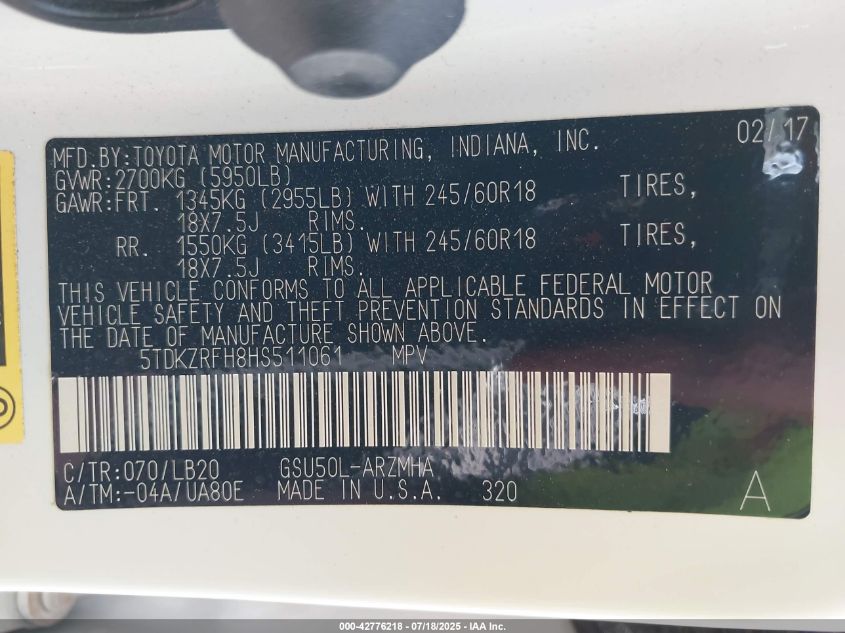 02/17
MFD.BY:TOYOTA MOTOR MANUFACTURING, INDIANA, INC.
GVWR:2700KG (5950LB)
GAWR:FRT. 1345KG (2955LB) WITH 245/60R18 TIRES,
18X7.5J RIMS.
RR. 1550KG (3415LB) WITH 245/60R18 TIRES,
18X7.5J RIMS.
THIS VEHICLE CONFORMS TO ALL APPLICABLE FEDERAL MOTOR
VEHICLE SAFETY AND THEFT PREVENTION STANDARDS IN EFFECT ON
THE DATE OF MANUFACTURE SHOWN ABOVE.
5TDKZRFH8HS511061 MPV
C/TR:070/LB20 GSU50L-ARZMHA
A/TM:-04A/UA80E MADE IN U.S.A. 320
A
000-42776218 - 07/18/2025 - IAA Inc.